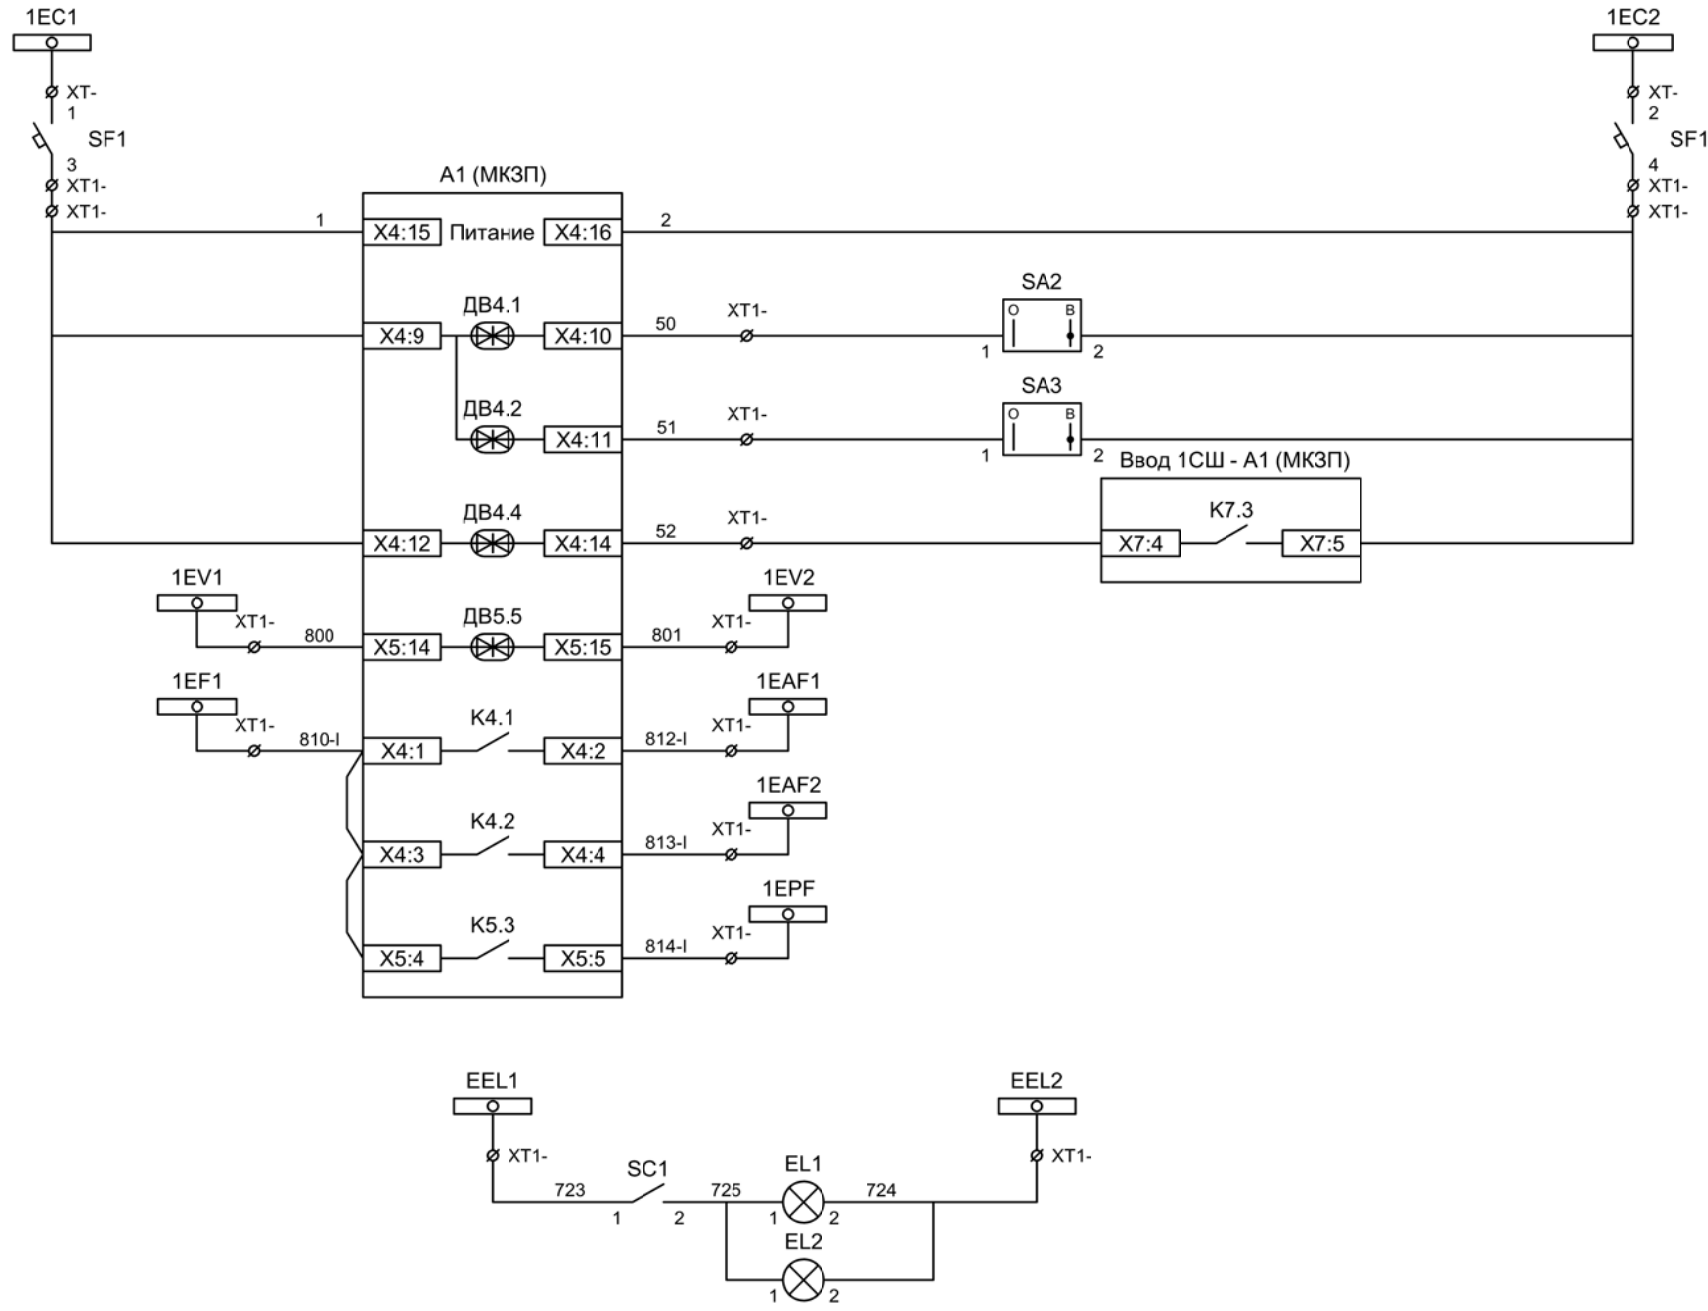 1EC1
1EC2
XT-
1
SF1
3
XT1-
XT1-
XT-
2
SF1
4
XT1-
XT1-
A1 (МКЗП)
1
X4:15
Питание
X4:16
2
SA2
ДВ4.1
XT1-
О
В
X4:9
X4:10
50
1
2
SA3
ДВ4.2
XT1-
О
В
X4:11
51
1
2
Ввод 1СШ - A1 (МКЗП)
ДВ4.4
XT1-
K7.3
X4:12
X4:14
52
X7:4
X7:5
1EV1
1EV2
XT1-
800
ДВ5.5
X5:14
X5:15
801
XT1-
1EF1
1EAF1
XT1-
810-I
K4.1
X4:1
X4:2
812-I
XT1-
1EAF2
K4.2
X4:3
X4:4
813-I
XT1-
1EPF
K5.3
X5:4
X5:5
814-I
XT1-
EEL1
EEL2
XT1-
XT1-
723
SC1
1
2
725
EL1
1
2
724
EL2
1
2